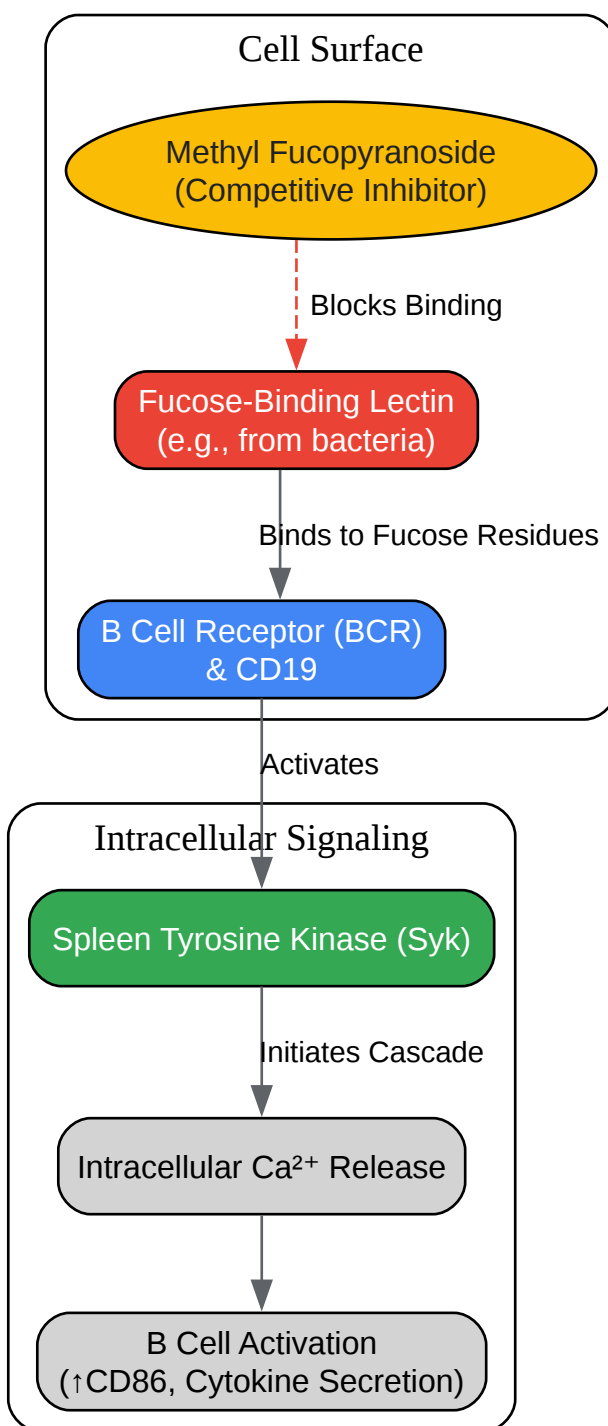 Cell Surface
Methyl Fucopyranoside
(Competitive Inhibitor)
Blocks Binding
Fucose-Binding Lectin
(e.g., from bacteria)
Binds to Fucose Residues
B Cell Receptor (BCR)
& CD19
Activates
Intracellular Signaling
Spleen Tyrosine Kinase (Syk)
Initiates Cascade
Intracellular Ca²⁺ Release
B Cell Activation
(↑CD86, Cytokine Secretion)